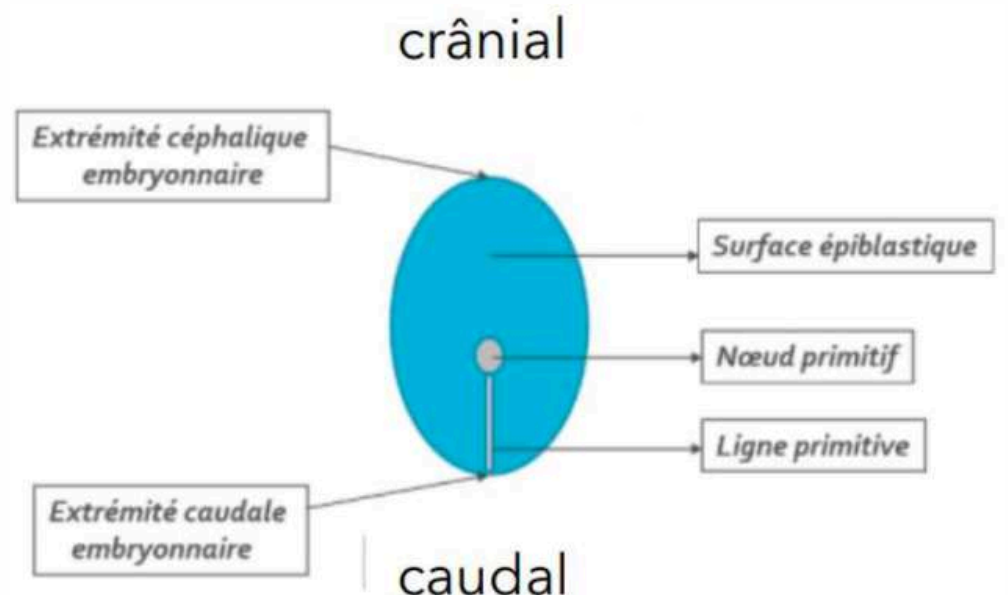 crânial
Extrémité céphalique
embryonnaire
Surface épiblastique
Nœud primitif
Ligne primitive
Extrémité caudale
embryonnaire
caudal